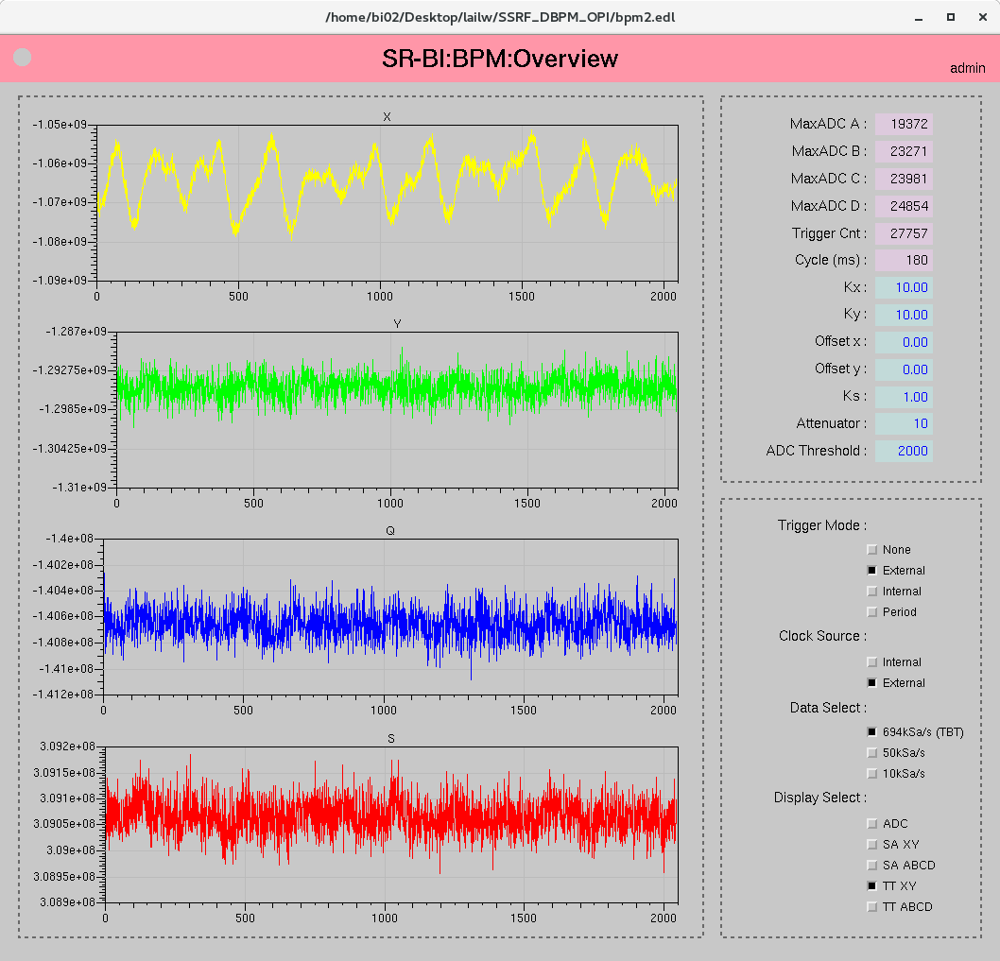 /home/bi02/Desktop/lailw/SSRF_DBPM_OPI/bpm2.edl
SR-BI:BPM:Overview
admin
X
-1.05e+09
-1.06e+09
-1.07e+09
-1.08e+09
-1.09e+09
0 500 1000 1500 2000
Y
-1.287e+09
-1.29275e+09
-1.2985e+09
-1.30425e+09
-1.31e+09
0 500 1000 1500 2000
Q
-1.4e+08
-1.402e+08
-1.404e+08
-1.406e+08
-1.408e+08
-1.41e+08
-1.412e+08
0 500 1000 1500 2000
S
3.092e+08
3.0915e+08
3.091e+08
3.0905e+08
3.09e+08
3.0895e+08
3.089e+08
0 500 1000 1500 2000
MaxADC A : 19372
MaxADC B : 23271
MaxADC C : 23981
MaxADC D : 24854
Trigger Cnt : 27757
Cycle (ms) : 180
Kx : 10.00
Ky : 10.00
Offset x : 0.00
Offset y : 0.00
Ks : 1.00
Attenuator : 10
ADC Threshold : 2000
Trigger Mode :
None
External
Internal
Period
Clock Source :
Internal
External
Data Select :
694kSa/s (TBT)
50kSa/s
10kSa/s
Display Select :
ADC
SA XY
SA ABCD
TT XY
TT ABCD